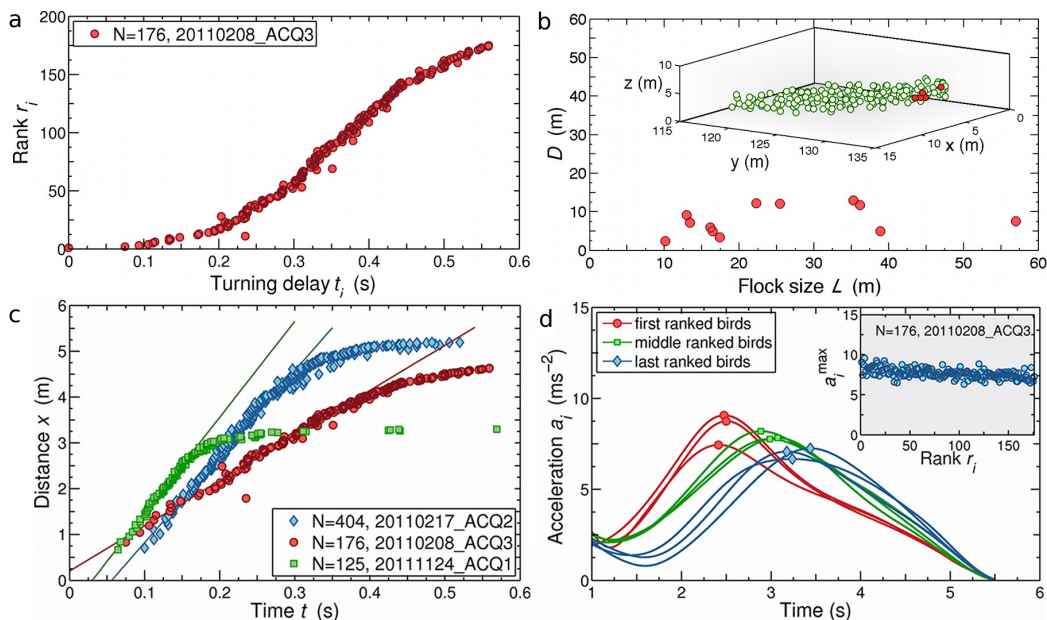 a
N=176, 20110208_ACQ3
Rank r_i
200
150
100
50
0
0 0.1 0.2 0.3 0.4 0.5 0.6
Turning delay t_i (s)
b
D (m)
60
50
40
30
20
10
0
0 10 20 30 40 50 60
Flock size L (m)
z (m)
10
5
0
115 120 125 130 135
y (m)
15 10 5 0
x (m)
c
Distance x (m)
6
5
4
3
2
1
0
0 0.1 0.2 0.3 0.4 0.5 0.6
Time t (s)
N=404, 20110217_ACQ2
N=176, 20110208_ACQ3
N=125, 20111124_ACQ1
d
first ranked birds
middle ranked birds
last ranked birds
Acceleration a_i (ms⁻²)
15
10
5
0
1 2 3 4 5 6
Time (s)
N=176, 20110208_ACQ3
a_i^max
15
10
5
0
0 50 100 150
Rank r_i